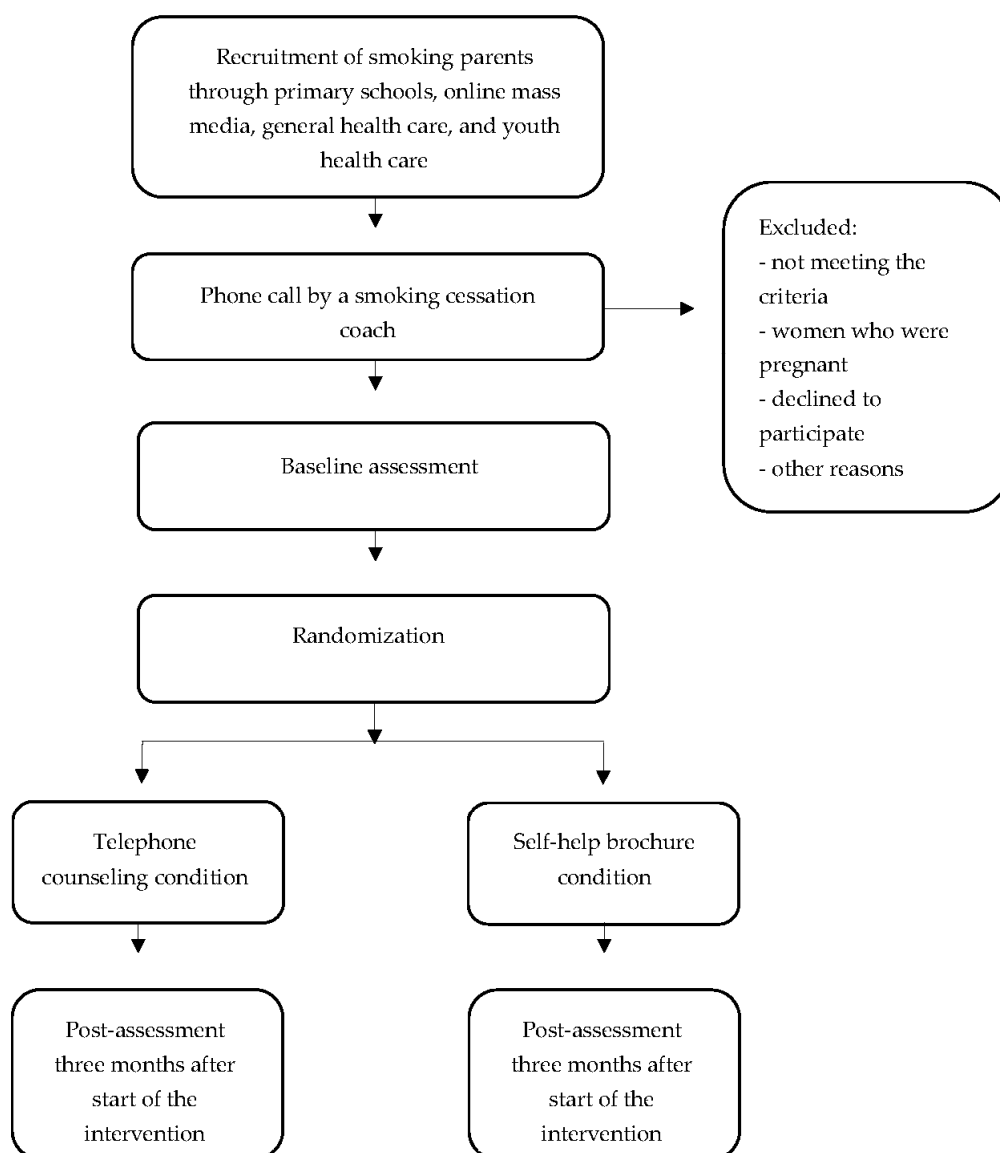 Recruitment of smoking parents
through primary schools, online mass
media, general health care, and youth
health care
Phone call by a smoking cessation
coach
Excluded:
- not meeting the
criteria
- women who were
pregnant
- declined to
participate
- other reasons
Baseline assessment
Randomization
Telephone
counseling condition
Self-help brochure
condition
Post-assessment
three months after
start of the
intervention
Post-assessment
three months after
start of the
intervention